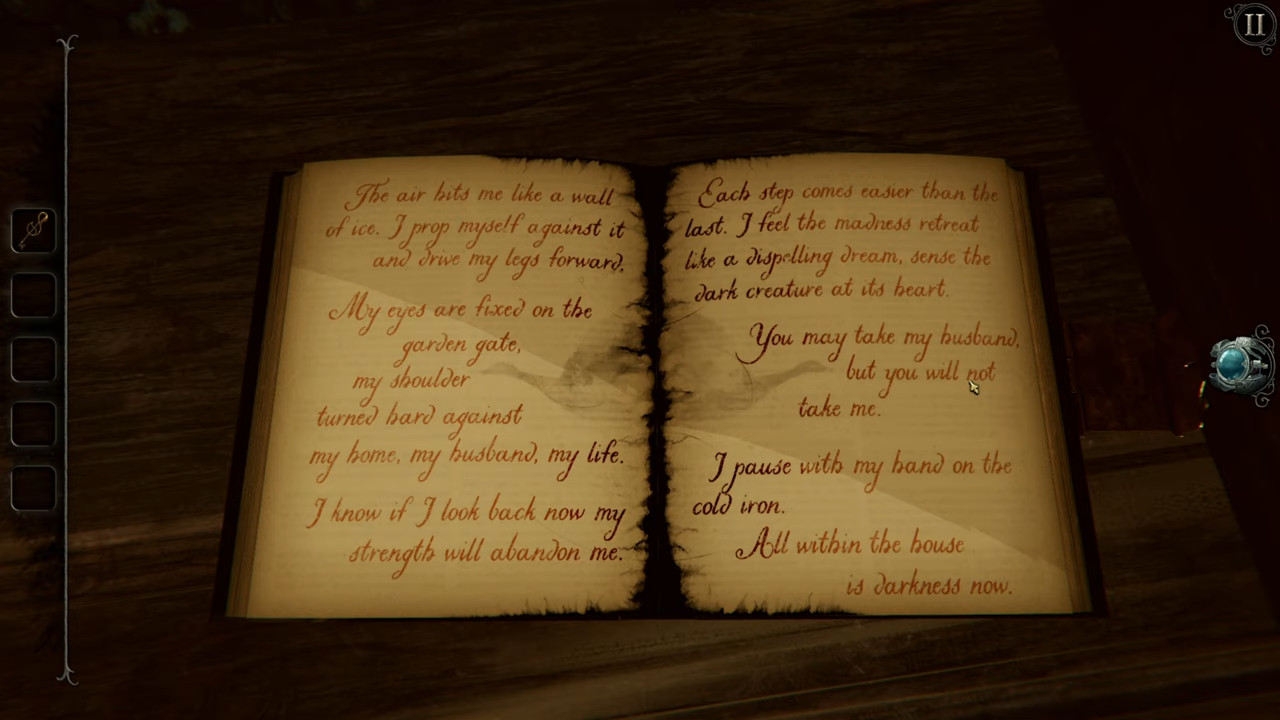 The air hits me like a wall
of ice. I prop myself against it
and drive my legs forward.
My eyes are fixed on the
garden gate,
my shoulder
turned hard against
my home, my husband, my life.
I know if I look back now my
strength will abandon me.
Each step comes easier than the
last. I feel the madness retreat
like a dispelling dream, sense the
dark creature at its heart.
You may take my husband,
but you will not
take me.
I pause with my hand on the
cold iron.
All within the house
is darkness now.